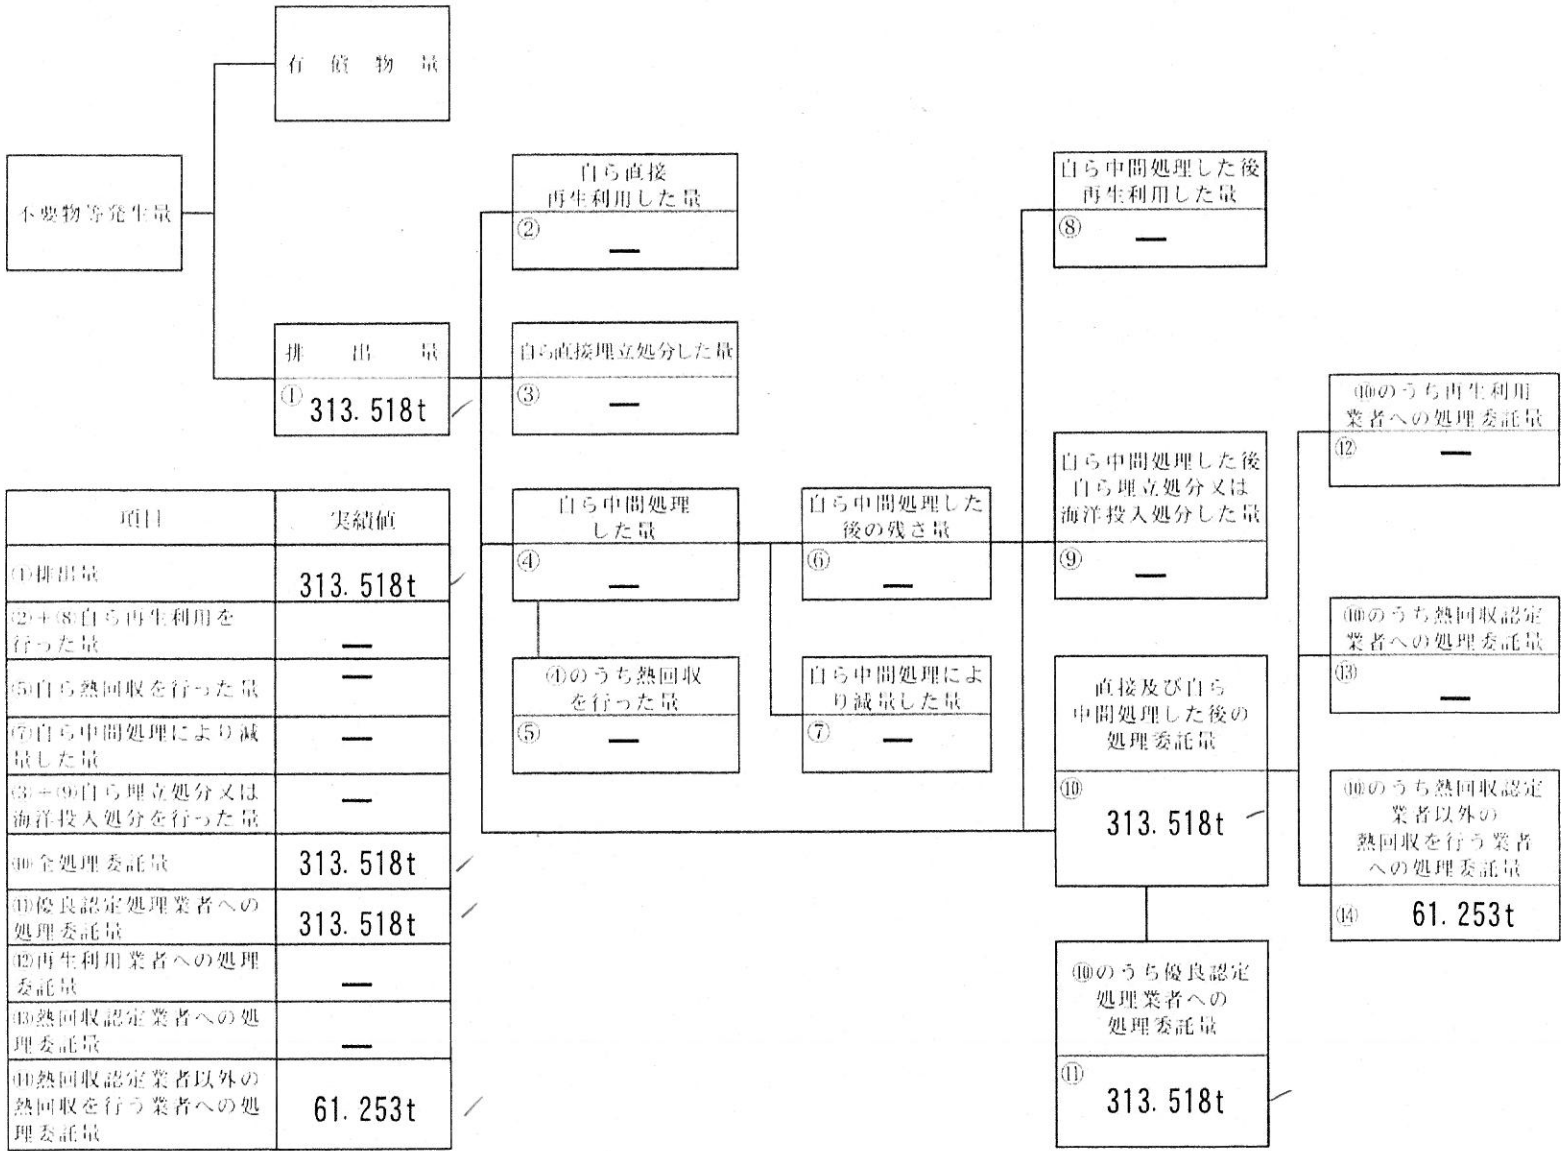 有償物量
不要物等発生量
排出量
①
313.518t
自ら直接
再生利用した量
②
―
自ら直接埋立処分した量
③
―
自ら中間処理
した量
④
―
④のうち熱回収
を行った量
⑤
―
自ら中間処理した
後の残さ量
⑥
―
自ら中間処理によ
り減量した量
⑦
―
自ら中間処理した後
再生利用した量
⑧
―
自ら中間処理した後
自ら埋立処分又は
海洋投入処分した量
⑨
―
直接及び自ら
中間処理した後の
処理委託量
⑩
313.518t
⑩のうち優良認定
処理業者への
処理委託量
⑪
313.518t
⑩のうち再生利用
業者への処理委託量
⑫
―
⑩のうち熱回収認定
業者への処理委託量
⑬
―
⑩のうち熱回収認定
業者以外の
熱回収を行う業者
への処理委託量
⑭
61.253t
項目 実績値
①排出量 313.518t
②+⑧自ら再生利用を
行った量 ―
⑤自ら熱回収を行った量 ―
⑦自ら中間処理により減
量した量 ―
③+⑨自ら埋立処分又は
海洋投入処分を行った量 ―
⑩全処理委託量 313.518t
⑪優良認定処理業者への
処理委託量 313.518t
⑫再生利用業者への処理
委託量 ―
⑬熱回収認定業者への処
理委託量 ―
⑭熱回収認定業者以外の
熱回収を行う業者への処
理委託量 61.253t